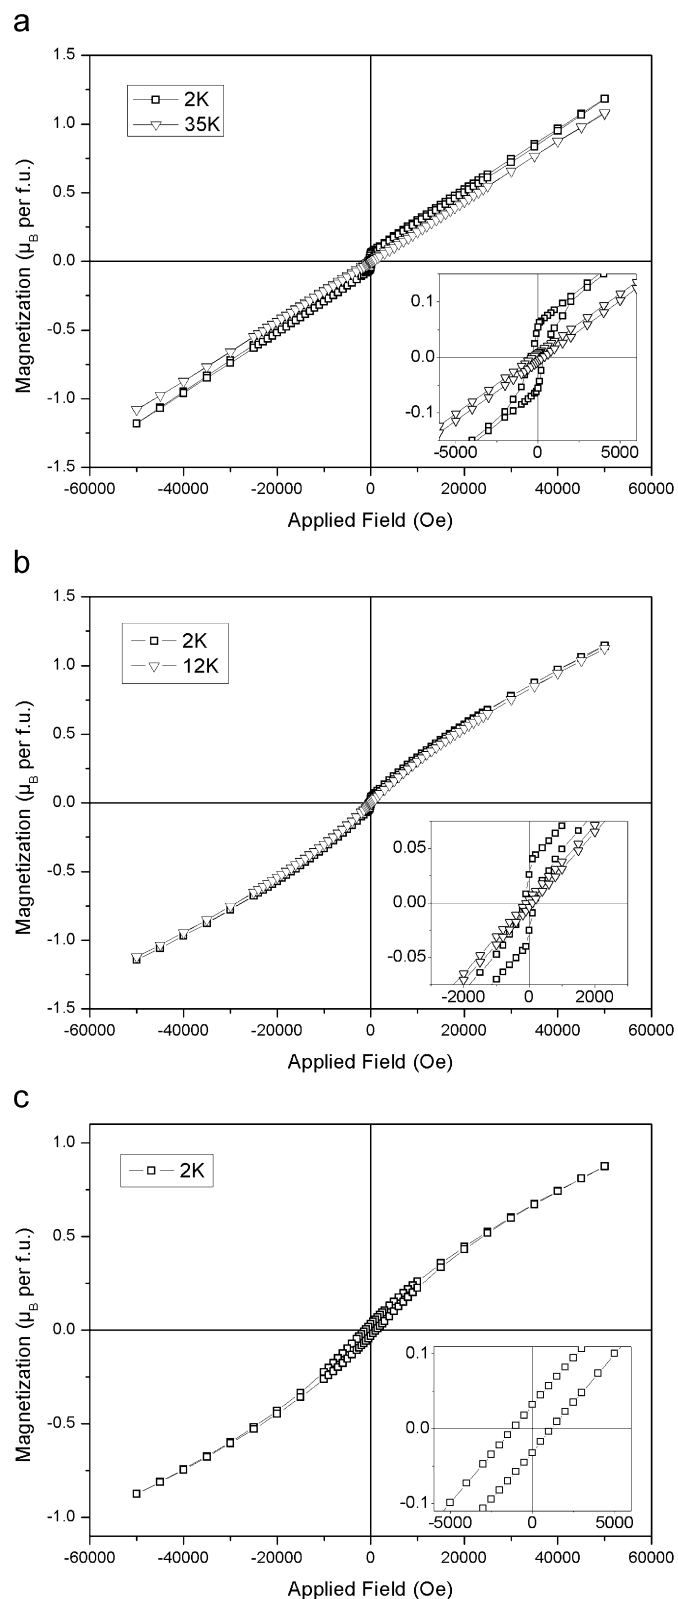 a
1.5
1.0
0.5
0.0
-0.5
-1.0
-1.5
Magnetization (μB per f.u.)
2K
35K
0.1
0.0
-0.1
-5000 0 5000
-60000 -40000 -20000 0 20000 40000 60000
Applied Field (Oe)
b
1.5
1.0
0.5
0.0
-0.5
-1.0
-1.5
Magnetization (μB per f.u.)
2K
12K
0.05
0.00
-0.05
-2000 0 2000
-60000 -40000 -20000 0 20000 40000 60000
Applied Field (Oe)
c
1.0
0.5
0.0
-0.5
-1.0
Magnetization (μB per f.u.)
2K
0.1
0.0
-0.1
-5000 0 5000
-60000 -40000 -20000 0 20000 40000 60000
Applied Field (Oe)